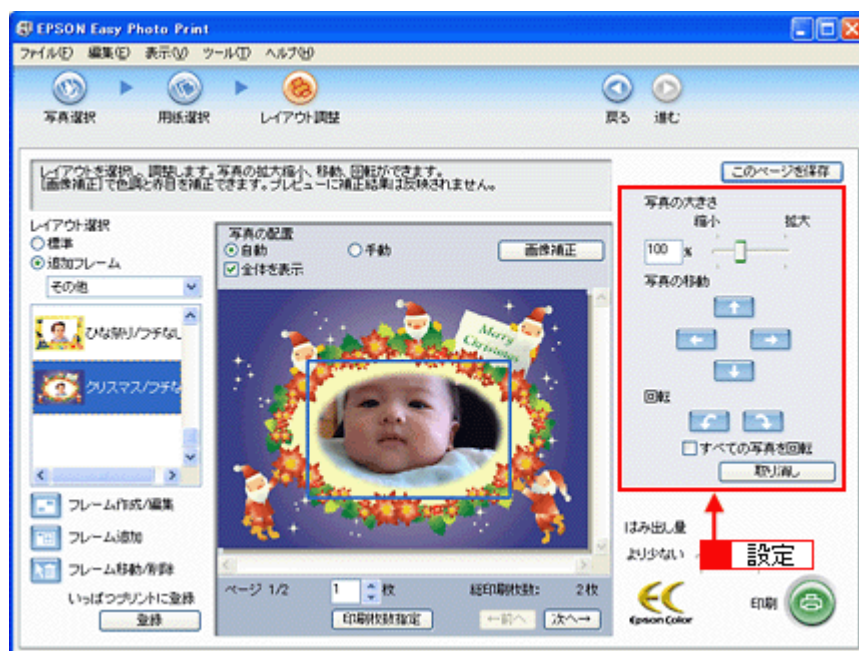 EPSON Easy Photo Print
ファイル(F) 編集(E) 表示(V) ツール(T) ヘルプ(H)
写真選択 用紙選択 レイアウト調整 戻る 進む
レイアウトを選択し、調整します。写真の拡大縮小、移動、回転ができます。
[画像補正]で色調と赤目を補正できます。プレビューに補正結果は反映されません。
このページを保存
レイアウト選択
標準
追加フレーム
その他
ひな祭り/フチなし
クリスマス/フチな
フレーム作成/編集
フレーム追加
フレーム移動/削除
いっぱつプリントに登録
登録
写真の配置
自動 手動 画像補正
全体を表示
Merry
Christmas
ページ 1/2 1 枚 総印刷枚数: 2枚
印刷枚数指定 ←前へ 次へ→
写真の大きさ
縮小 拡大
100 %
写真の移動
回転
すべての写真を回転
取り消し
はみ出し量
より少ない
設定
Epson Color
印刷